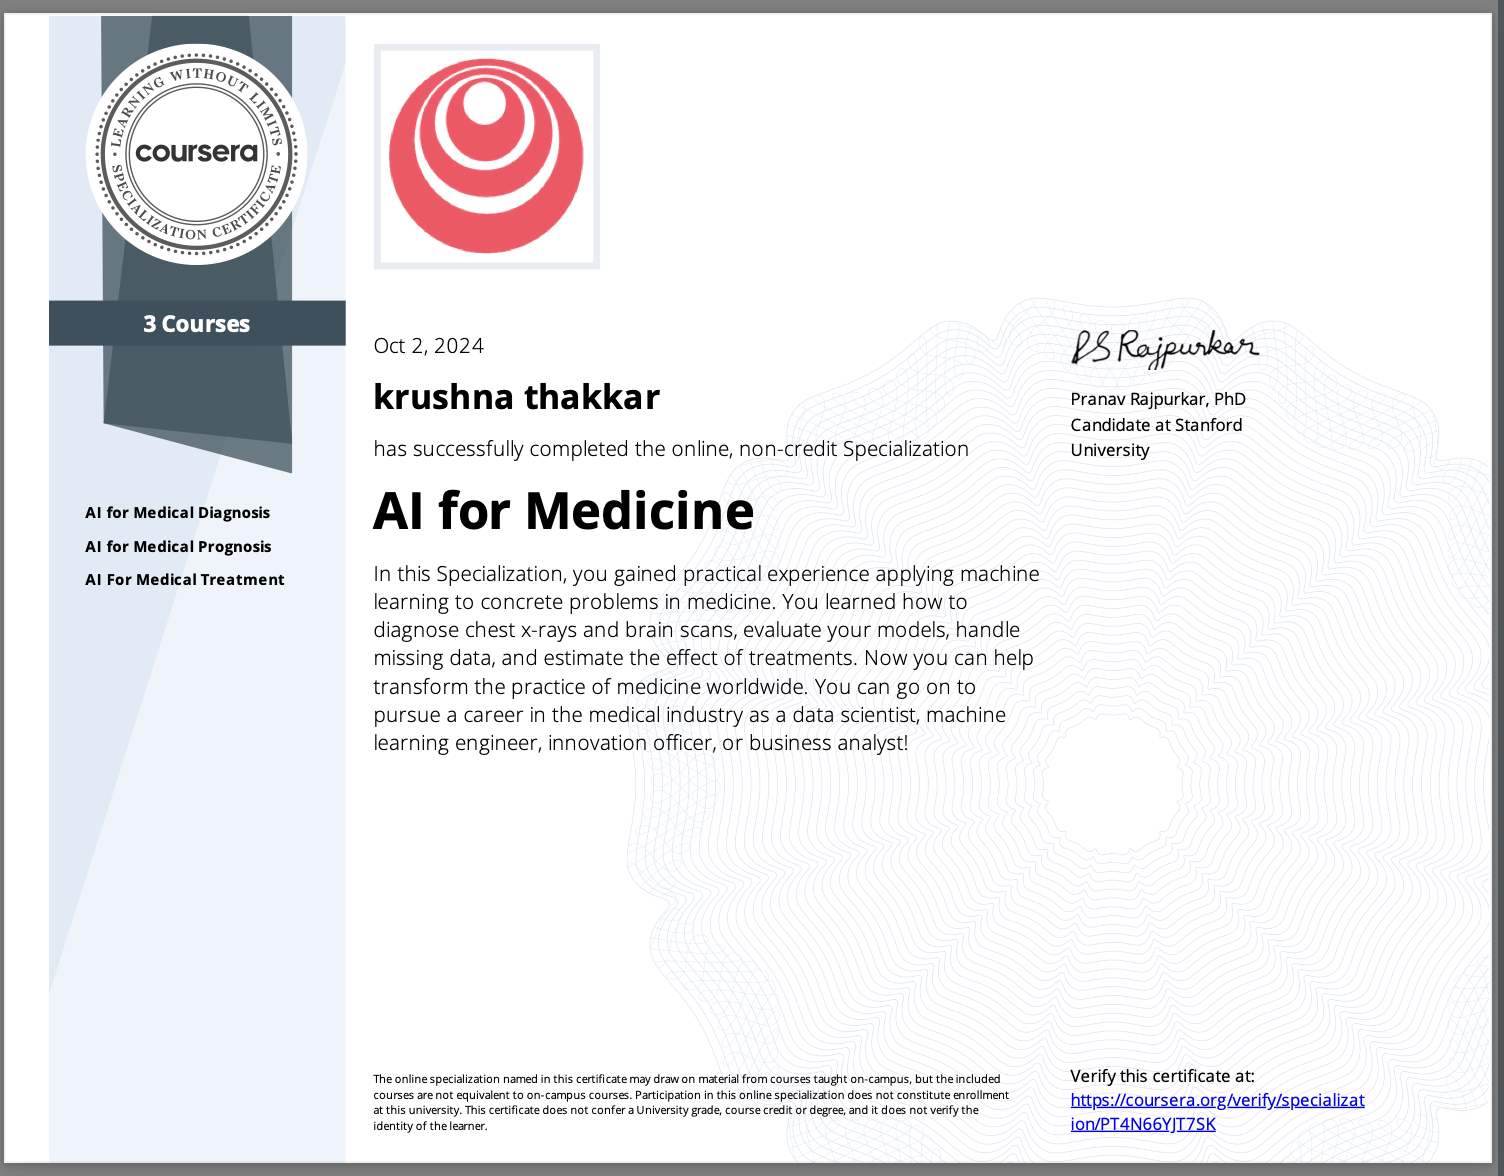 LEARNING WITHOUT LIMITS
coursera
SPECIALIZATION CERTIFICATE
3 Courses
AI for Medical Diagnosis
AI for Medical Prognosis
AI For Medical Treatment
Oct 2, 2024
krushna thakkar
has successfully completed the online, non-credit Specialization
AI for Medicine
In this Specialization, you gained practical experience applying machine
learning to concrete problems in medicine. You learned how to
diagnose chest x-rays and brain scans, evaluate your models, handle
missing data, and estimate the effect of treatments. Now you can help
transform the practice of medicine worldwide. You can go on to
pursue a career in the medical industry as a data scientist, machine
learning engineer, innovation officer, or business analyst!
PS Rajpurkar
Pranav Rajpurkar, PhD
Candidate at Stanford
University
The online specialization named in this certificate may draw on material from courses taught on-campus, but the included
courses are not equivalent to on-campus courses. Participation in this online specialization does not constitute enrollment
at this university. This certificate does not confer a University grade, course credit or degree, and it does not verify the
identity of the learner.
Verify this certificate at:
https://coursera.org/verify/specializat
ion/PT4N66YJT7SK